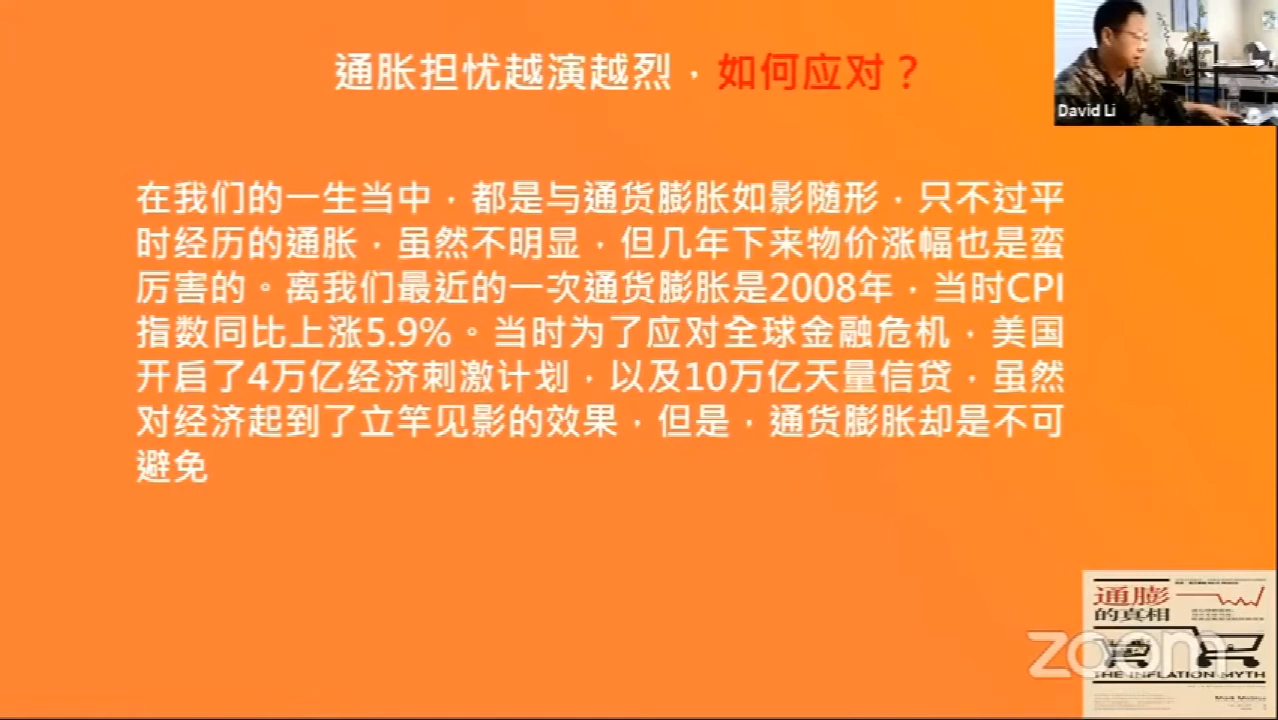 通胀担忧越演越烈，如何应对？
David Li
在我们的一生当中，都是与通货膨胀如影随形，只不过平
时经历的通胀，虽然不明显，但几年下来物价涨幅也是蛮
厉害的。离我们最近的一次通货膨胀是2008年，当时CPI
指数同比上涨5.9%。当时为了应对全球金融危机，美国
开启了4万亿经济刺激计划，以及10万亿天量信贷，虽然
对经济起到了立竿见影的效果，但是，通货膨胀却是不可
避免
通膨
的真相
zoom
THE INFLATION MYTH